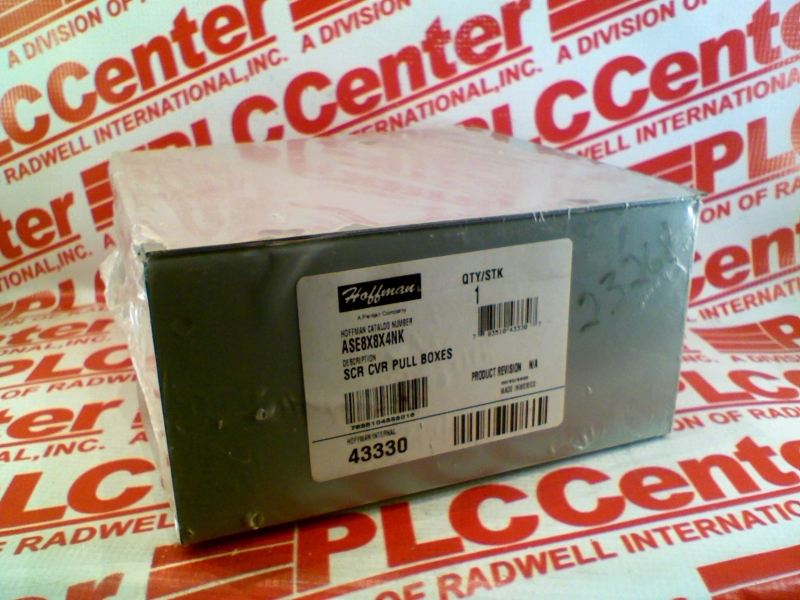 PLCCenter
A DIVISION OF RADWELL INTERNATIONAL, INC.
Hoffman
A Pentair Company
QTY/STK
1
HOFFMAN CATALOG NUMBER
ASE8X8X4NK
DESCRIPTION
SCR CVR PULL BOXES
PRODUCT REVISION N/A
MADE IN MEXICO
HOFFMAN INTERNAL
43330